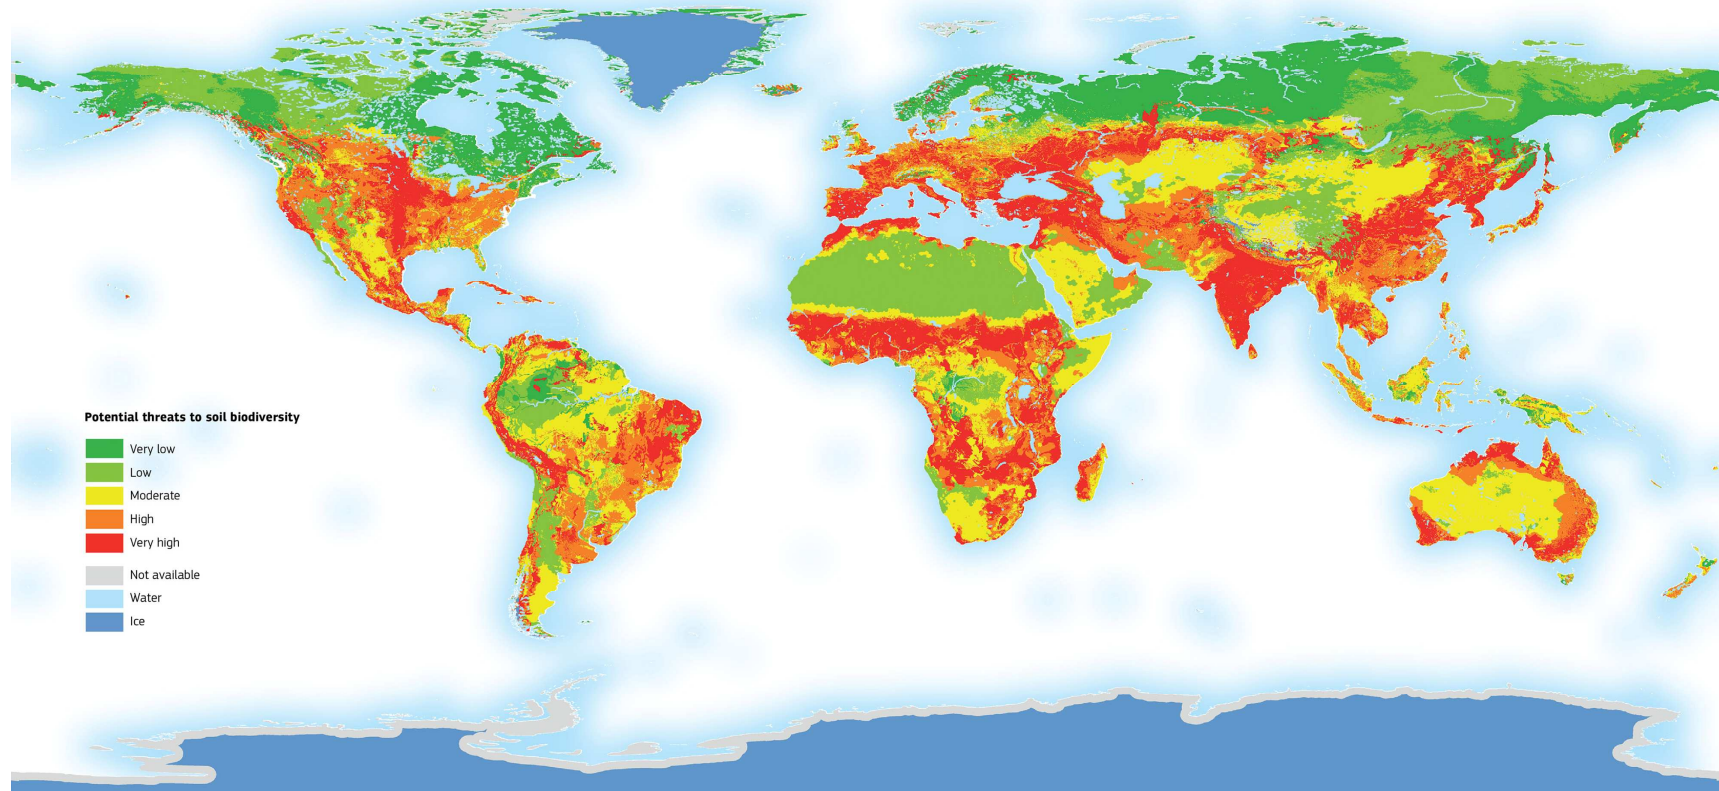 Potential threats to soil biodiversity
Very low
Low
Moderate
High
Very high
Not available
Water
Ice